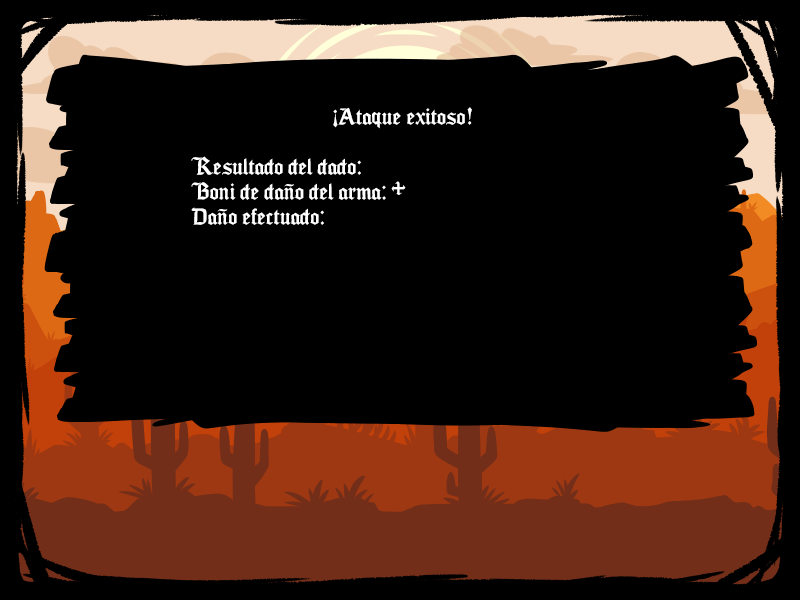 ¡Ataque exitoso!
Resultado del dado:
Boni de daño del arma: +
Daño efectuado: